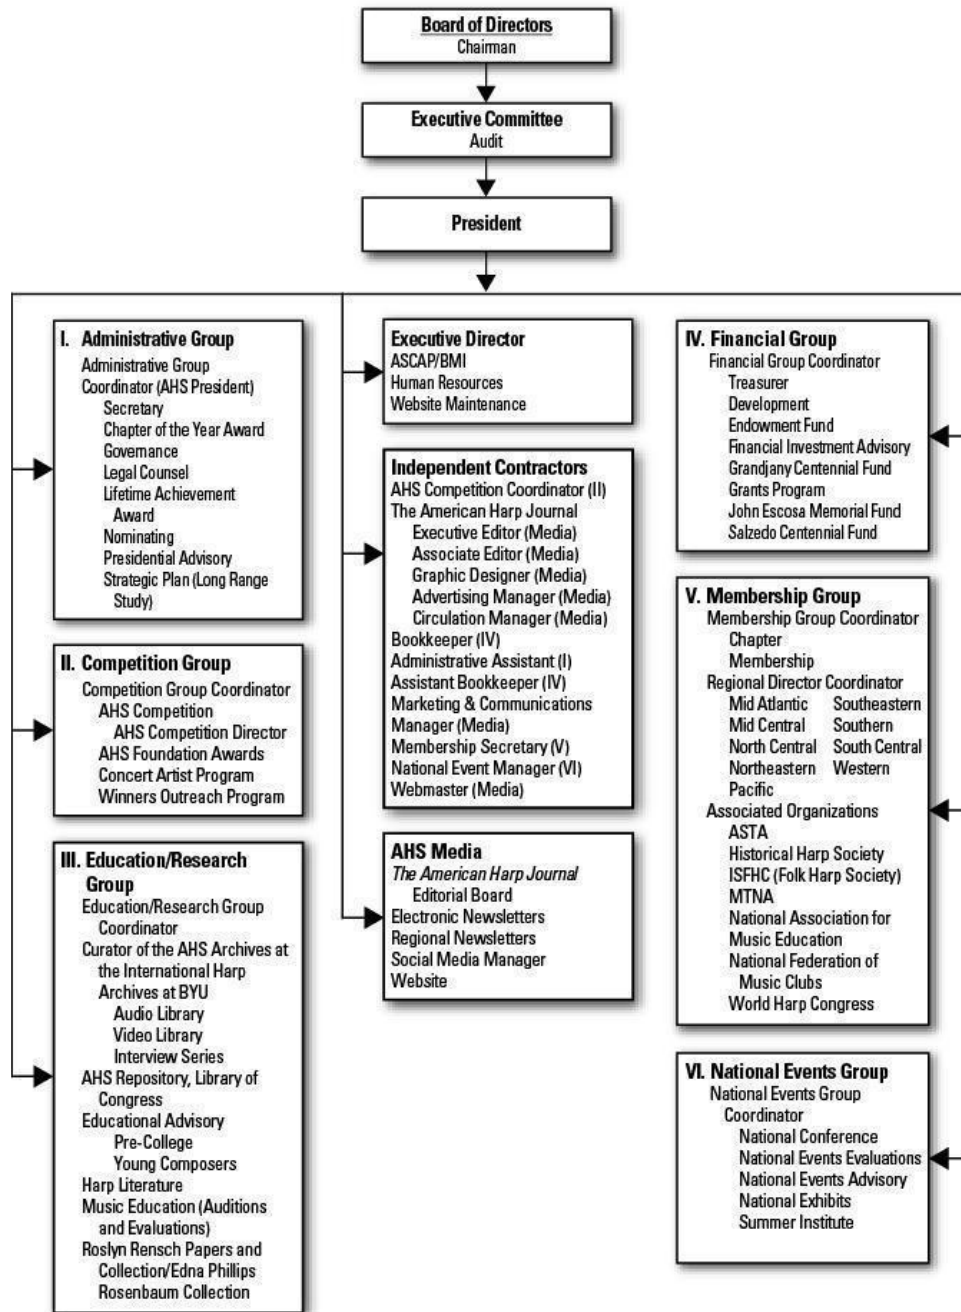 Board of Directors
Chairman
Executive Committee
Audit
President
I. Administrative Group
Administrative Group
Coordinator (AHS President)
Secretary
Chapter of the Year Award
Governance
Legal Counsel
Lifetime Achievement
Award
Nominating
Presidential Advisory
Strategic Plan (Long Range
Study)
II. Competition Group
Competition Group Coordinator
AHS Competition
AHS Competition Director
AHS Foundation Awards
Concert Artist Program
Winners Outreach Program
III. Education/Research
Group
Education/Research Group
Coordinator
Curator of the AHS Archives at
the International Harp
Archives at BYU
Audio Library
Video Library
Interview Series
AHS Repository, Library of
Congress
Educational Advisory
Pre-College
Young Composers
Harp Literature
Music Education (Auditions
and Evaluations)
Roslyn Rensch Papers and
Collection/Edna Phillips
Rosenbaum Collection
Executive Director
ASCAP/BMI
Human Resources
Website Maintenance
Independent Contractors
AHS Competition Coordinator (II)
The American Harp Journal
Executive Editor (Media)
Associate Editor (Media)
Graphic Designer (Media)
Advertising Manager (Media)
Circulation Manager (Media)
Bookkeeper (IV)
Administrative Assistant (I)
Assistant Bookkeeper (IV)
Marketing & Communications
Manager (Media)
Membership Secretary (V)
National Event Manager (VI)
Webmaster (Media)
AHS Media
The American Harp Journal
Editorial Board
Electronic Newsletters
Regional Newsletters
Social Media Manager
Website
IV. Financial Group
Financial Group Coordinator
Treasurer
Development
Endowment Fund
Financial Investment Advisory
Grandjany Centennial Fund
Grants Program
John Escosa Memorial Fund
Salzedo Centennial Fund
V. Membership Group
Membership Group Coordinator
Chapter
Membership
Regional Director Coordinator
Mid Atlantic Southeastern
Mid Central Southern
North Central South Central
Northeastern Western
Pacific
Associated Organizations
ASTA
Historical Harp Society
ISFHC (Folk Harp Society)
MTNA
National Association for
Music Education
National Federation of
Music Clubs
World Harp Congress
VI. National Events Group
National Events Group
Coordinator
National Conference
National Events Evaluations
National Events Advisory
National Exhibits
Summer Institute